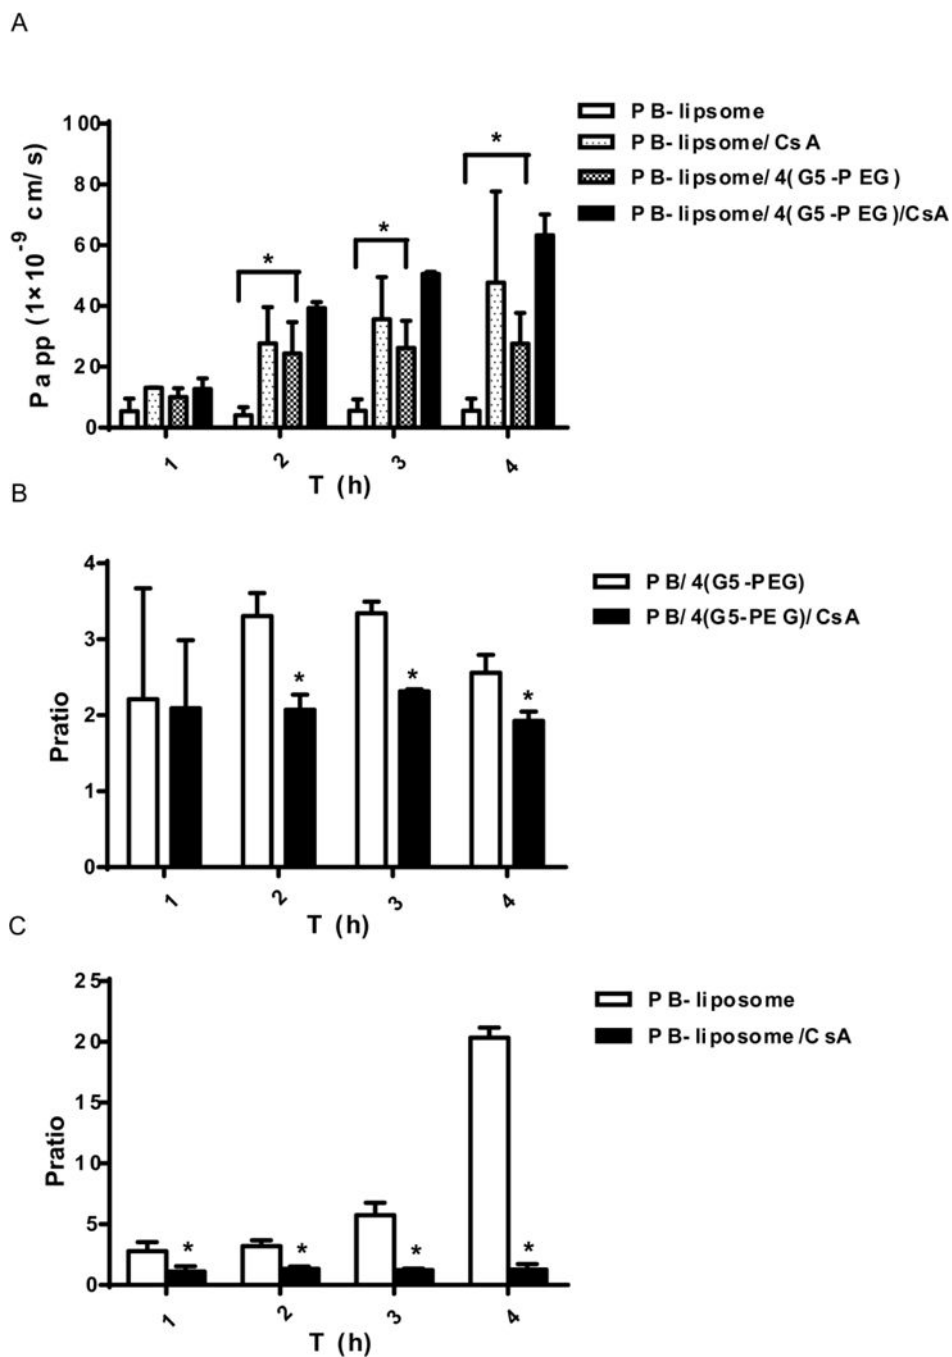 A
PB-lipsome
PB-lipsome/CsA
PB-lipsome/4(G5-PEG)
PB-lipsome/4(G5-PEG)/CsA
Papp (1×10⁻⁹ cm/s)
100
80
60
40
20
0
* * *
1 2 3 4
T (h)
B
PB/4(G5-PEG)
PB/4(G5-PEG)/CsA
Pratio
4
3
2
1
0
* * *
1 2 3 4
T (h)
C
PB-liposome
PB-liposome/CsA
Pratio
25
20
15
10
5
0
* * * *
1 2 3 4
T (h)